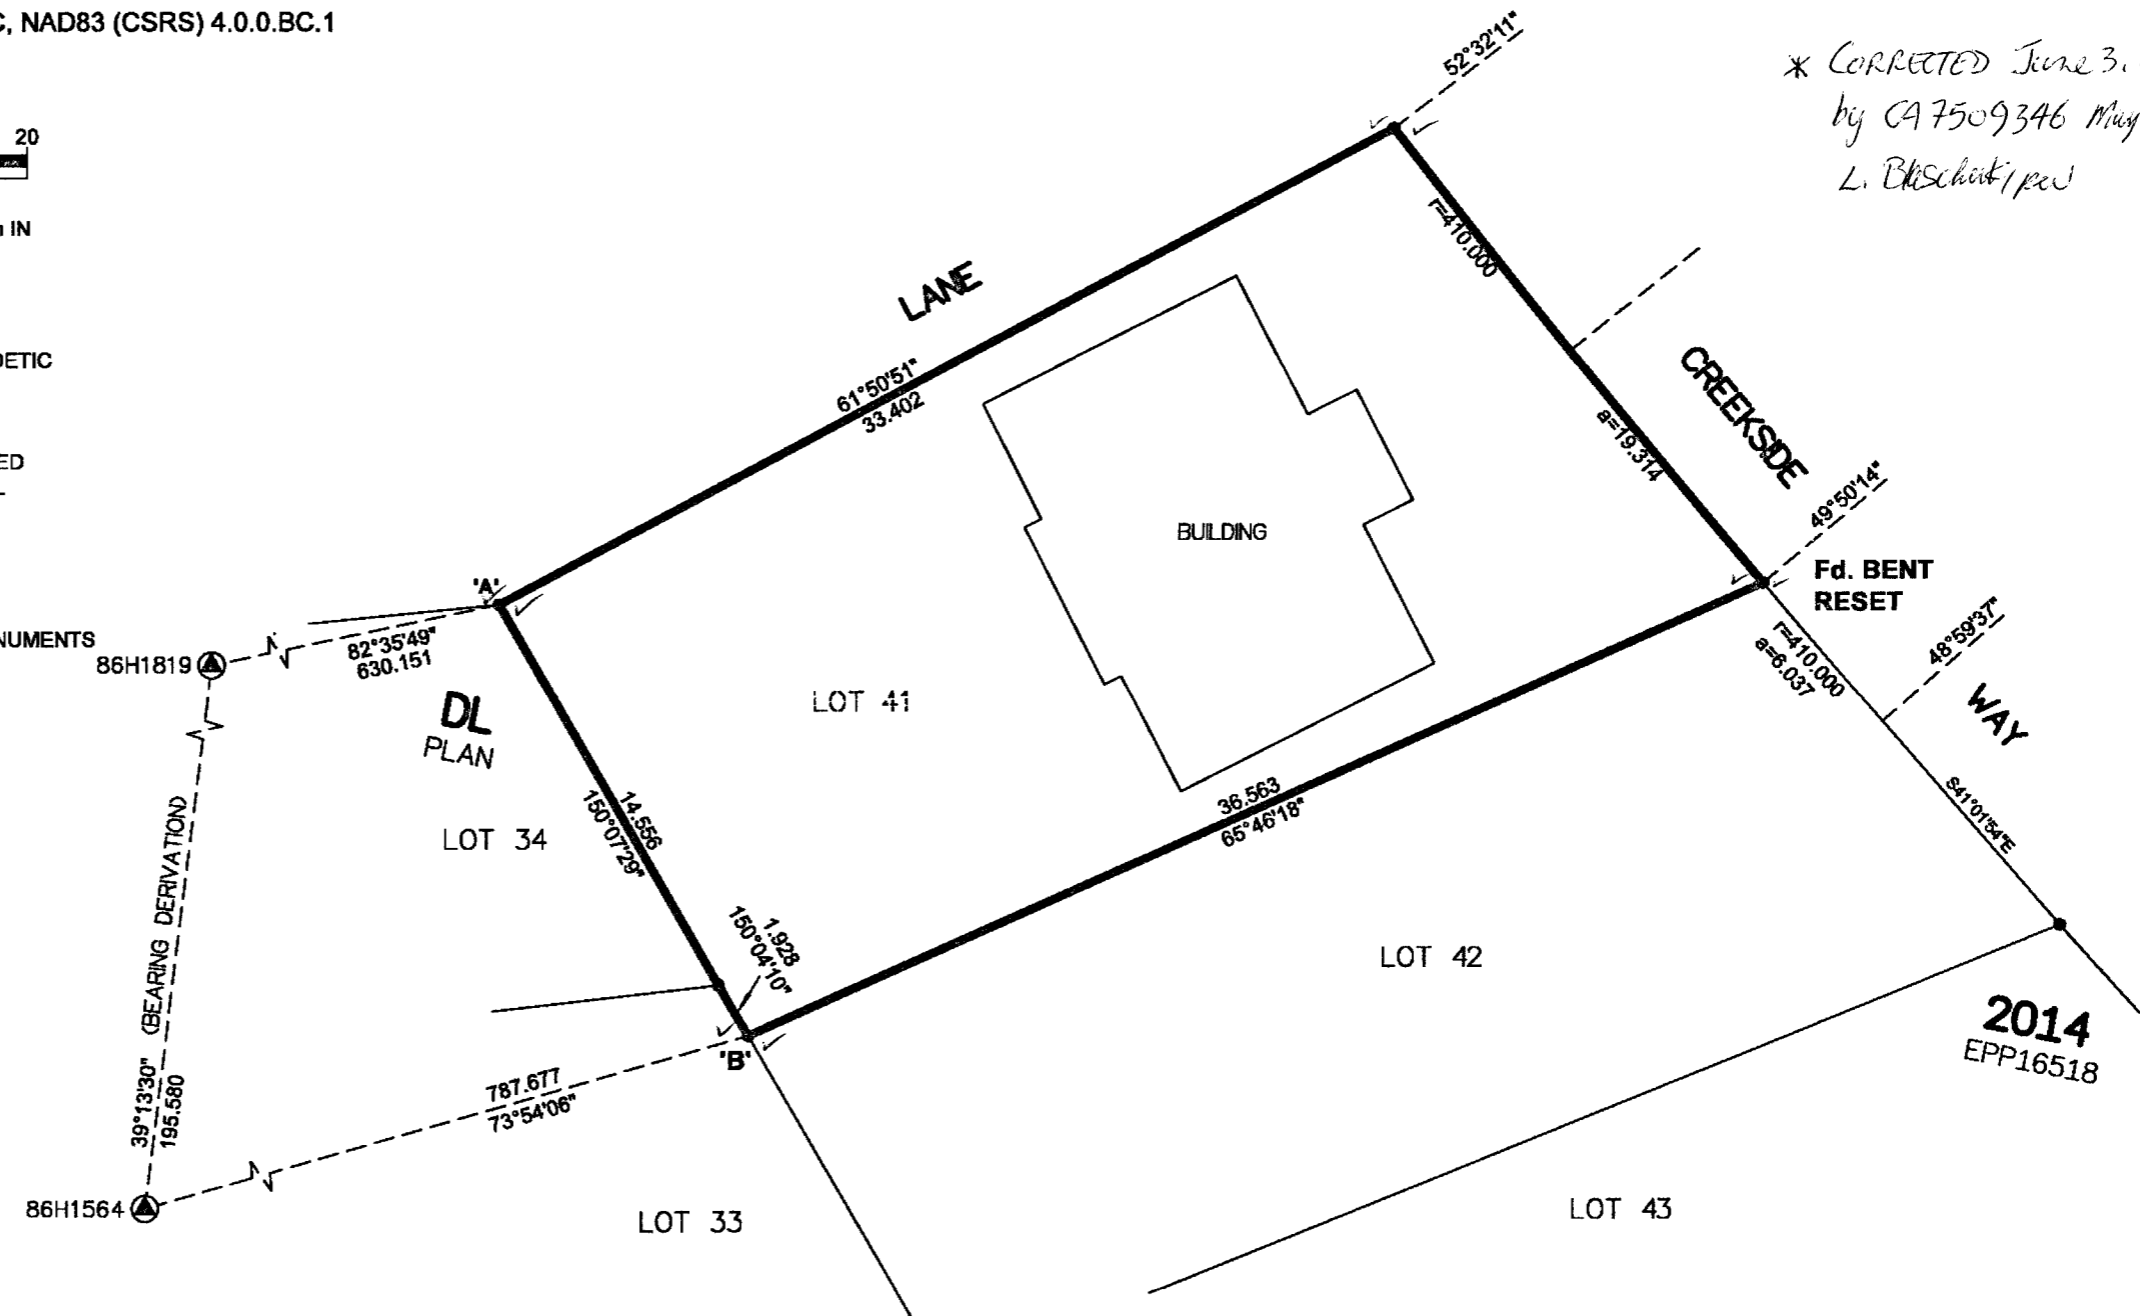 C, NAD83 (CSRS) 4.0.0.BC.1
20
IN
DETIC
ED
NUMENTS
* CORRECTED June 3.
by CA7509346 May
L.
52°32'11"
r=410.000
LANE
61°50'51"
33.402
CREEKSIDE
a=19.314
49°50'14"
Fd. BENT
RESET
BUILDING
'A'
82°35'49"
630.151
86H1819
DL
PLAN
LOT 41
r=410.000
a=6.037
48°59'37"
WAY
S41°01'54"E
36.563
65°46'18"
14.556
150°07'29"
LOT 34
1.928
150°04'10"
39°13'30" (BEARING DERIVATION)
195.580
LOT 42
'B'
787.677
73°54'06"
2014
EPP16518
86H1564
LOT 33
LOT 43